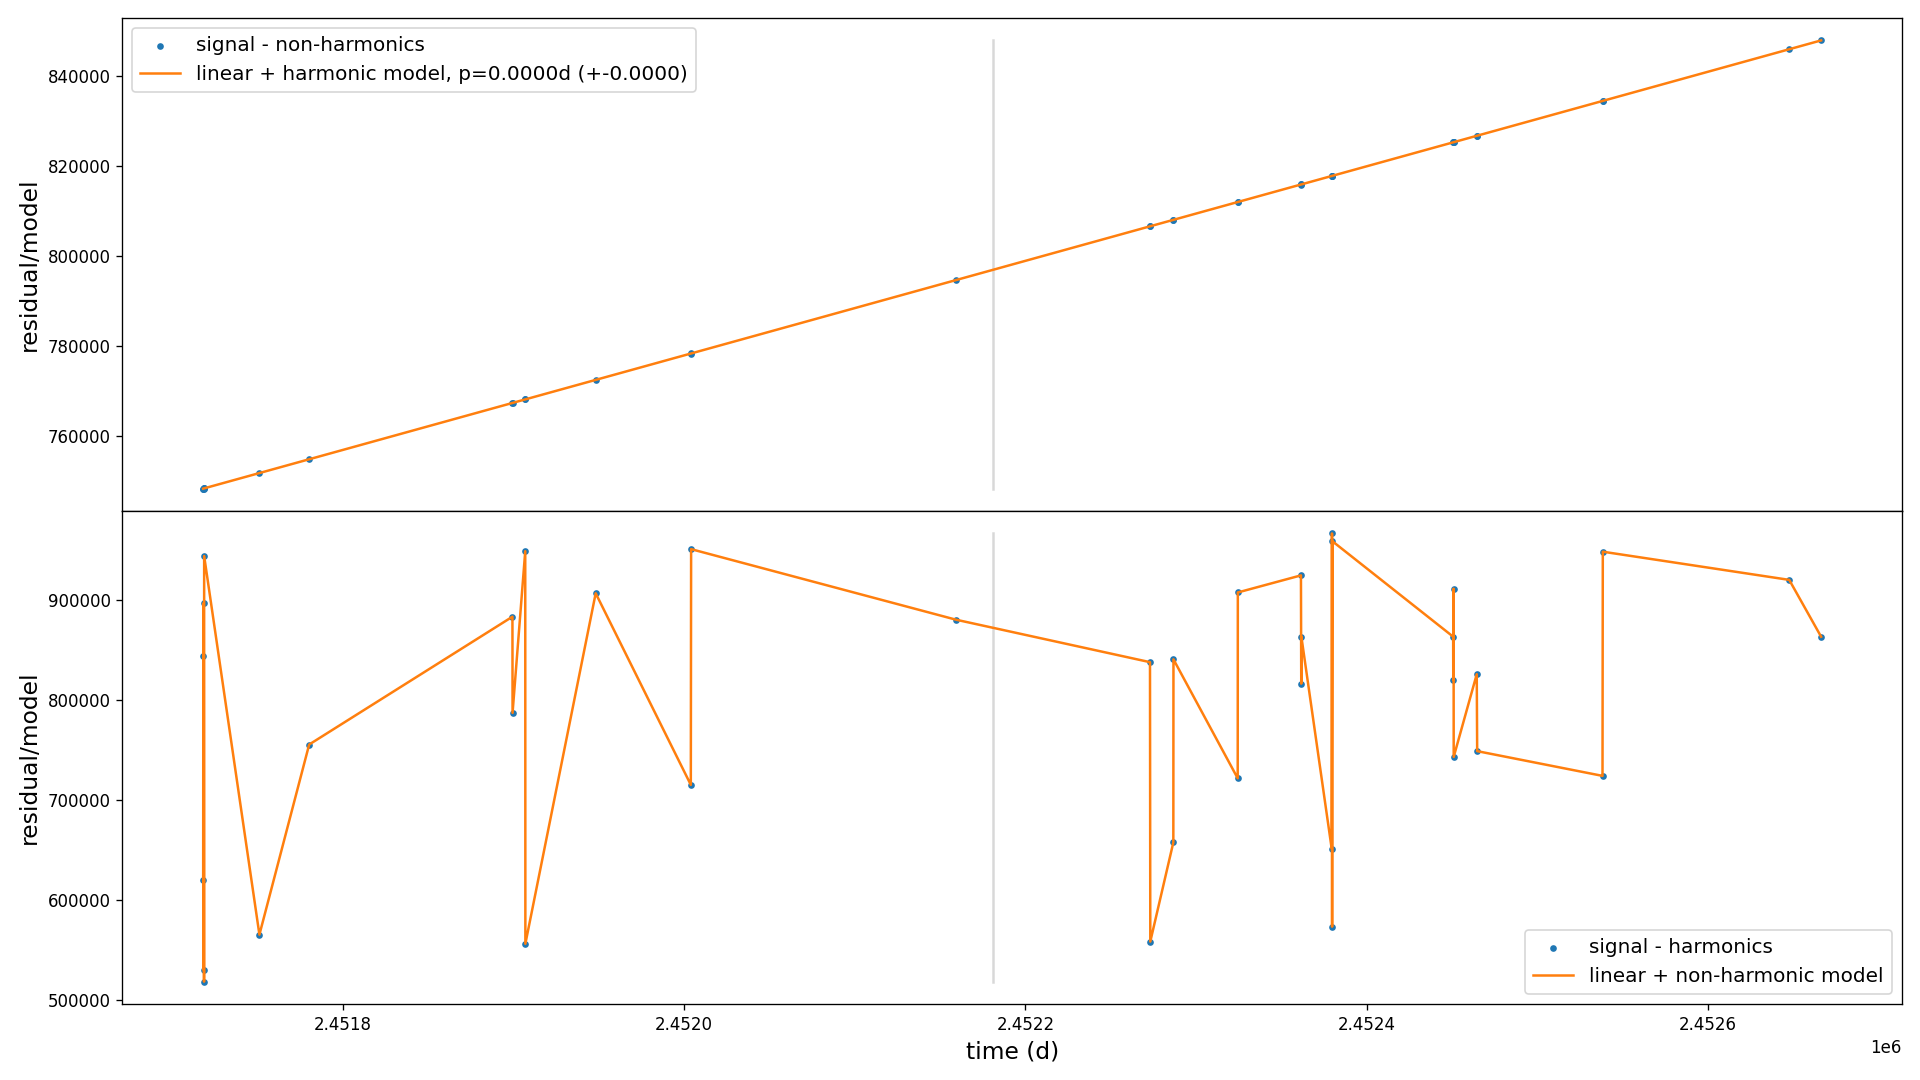 signal - non-harmonics
linear + harmonic model, p=0.0000d (+-0.0000)
840000
820000
800000
780000
760000
residual/model
900000
800000
700000
600000
500000
residual/model
signal - harmonics
linear + non-harmonic model
2.4518
2.4520
2.4522
2.4524
2.4526
1e6
time (d)